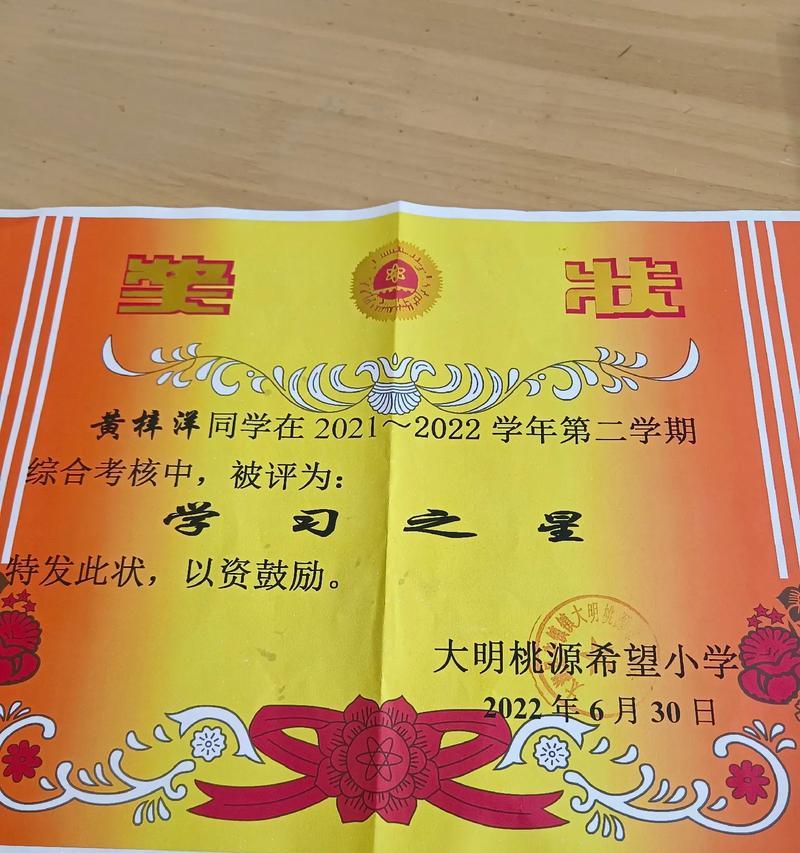 奖状
黄梓洋同学在2021～2022学年第二学期
综合考核中，被评为：
学习之星
特发此状，以资鼓励。
大明桃源希望小学
2022年6月30日